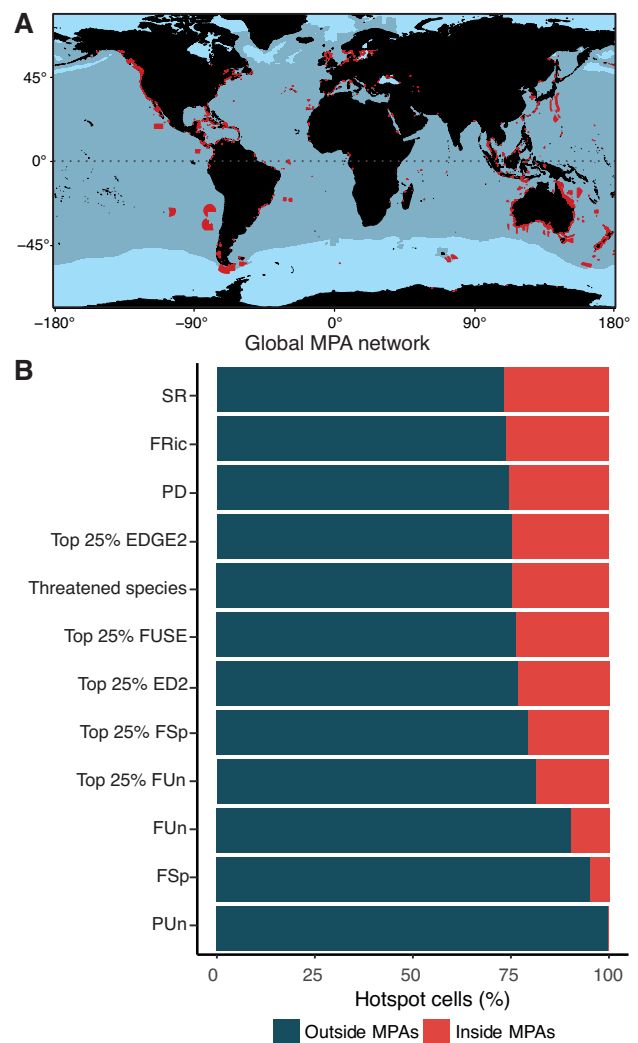 A
45°
0°
−45°
−180°
−90°
0°
90°
180°
Global MPA network
B
SR
FRic
PD
Top 25% EDGE2
Threatened species
Top 25% FUSE
Top 25% ED2
Top 25% FSp
Top 25% FUn
FUn
FSp
PUn
0
25
50
75
100
Hotspot cells (%)
Outside MPAs
Inside MPAs